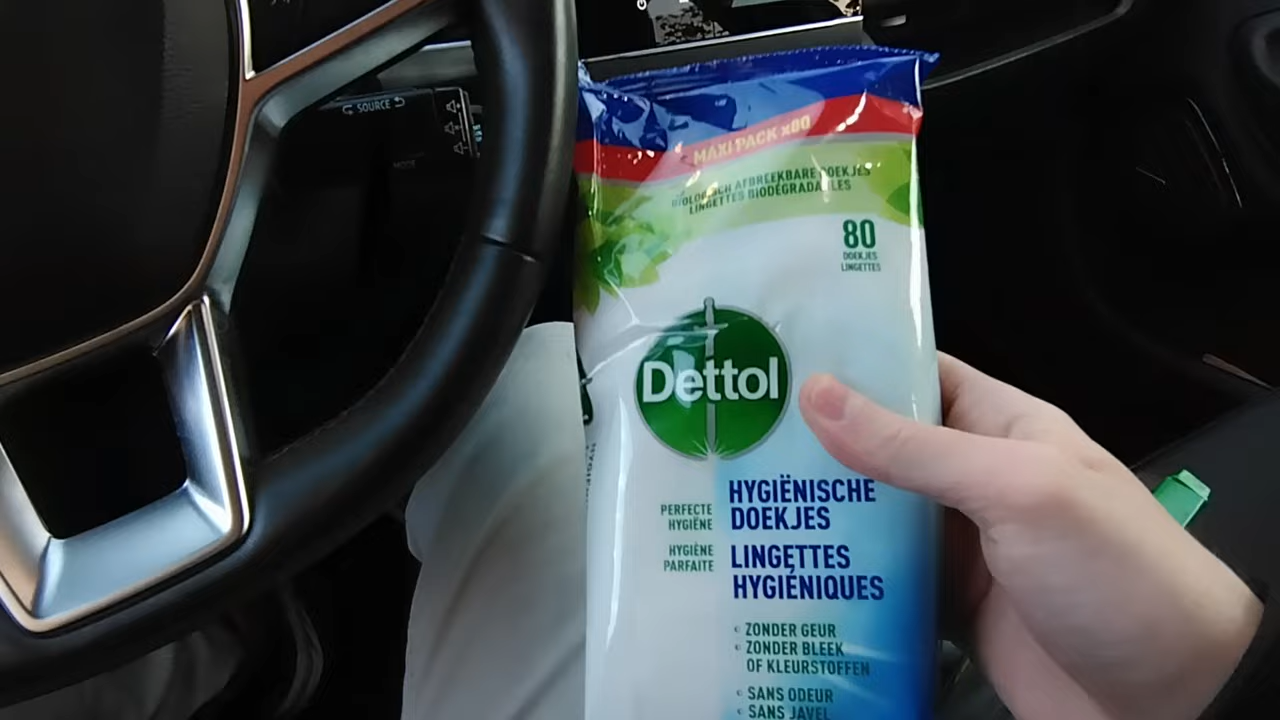 SOURCE
MODE
MAXI PACK x80
BIOLOGISCH AFBREEKBARE DOEKJES
LINGETTES BIODÉGRADABLES
80
DOEKJES
LINGETTES
Dettol
PERFECTE
HYGIËNE
HYGIËNISCHE
DOEKJES
HYGIÈNE
PARFAITE
LINGETTES
HYGIÉNIQUES
ZONDER GEUR
ZONDER BLEEK
OF KLEURSTOFFEN
SANS ODEUR
SANS JAVEL